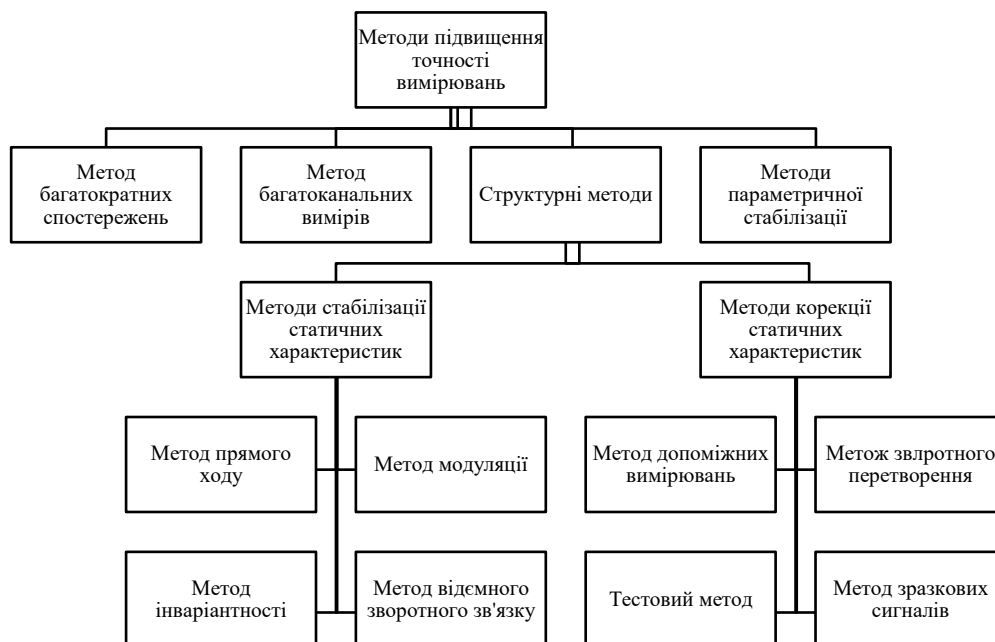 Методи підвищення
точності
вимірювань
Метод
багатократних
спостережень
Метод
багатоканальних
вимірів
Структурні методи
Методи
параметричної
стабілізації
Методи стабілізації
статичних
характеристик
Методи корекції
статичних
характеристик
Метод прямого
ходу
Метод модуляції
Метод допоміжних
вимірювань
Метож звлротного
перетворення
Метод
інваріантності
Метод відємного
зворотного зв'язку
Тестовий метод
Метод зразкових
сигналів